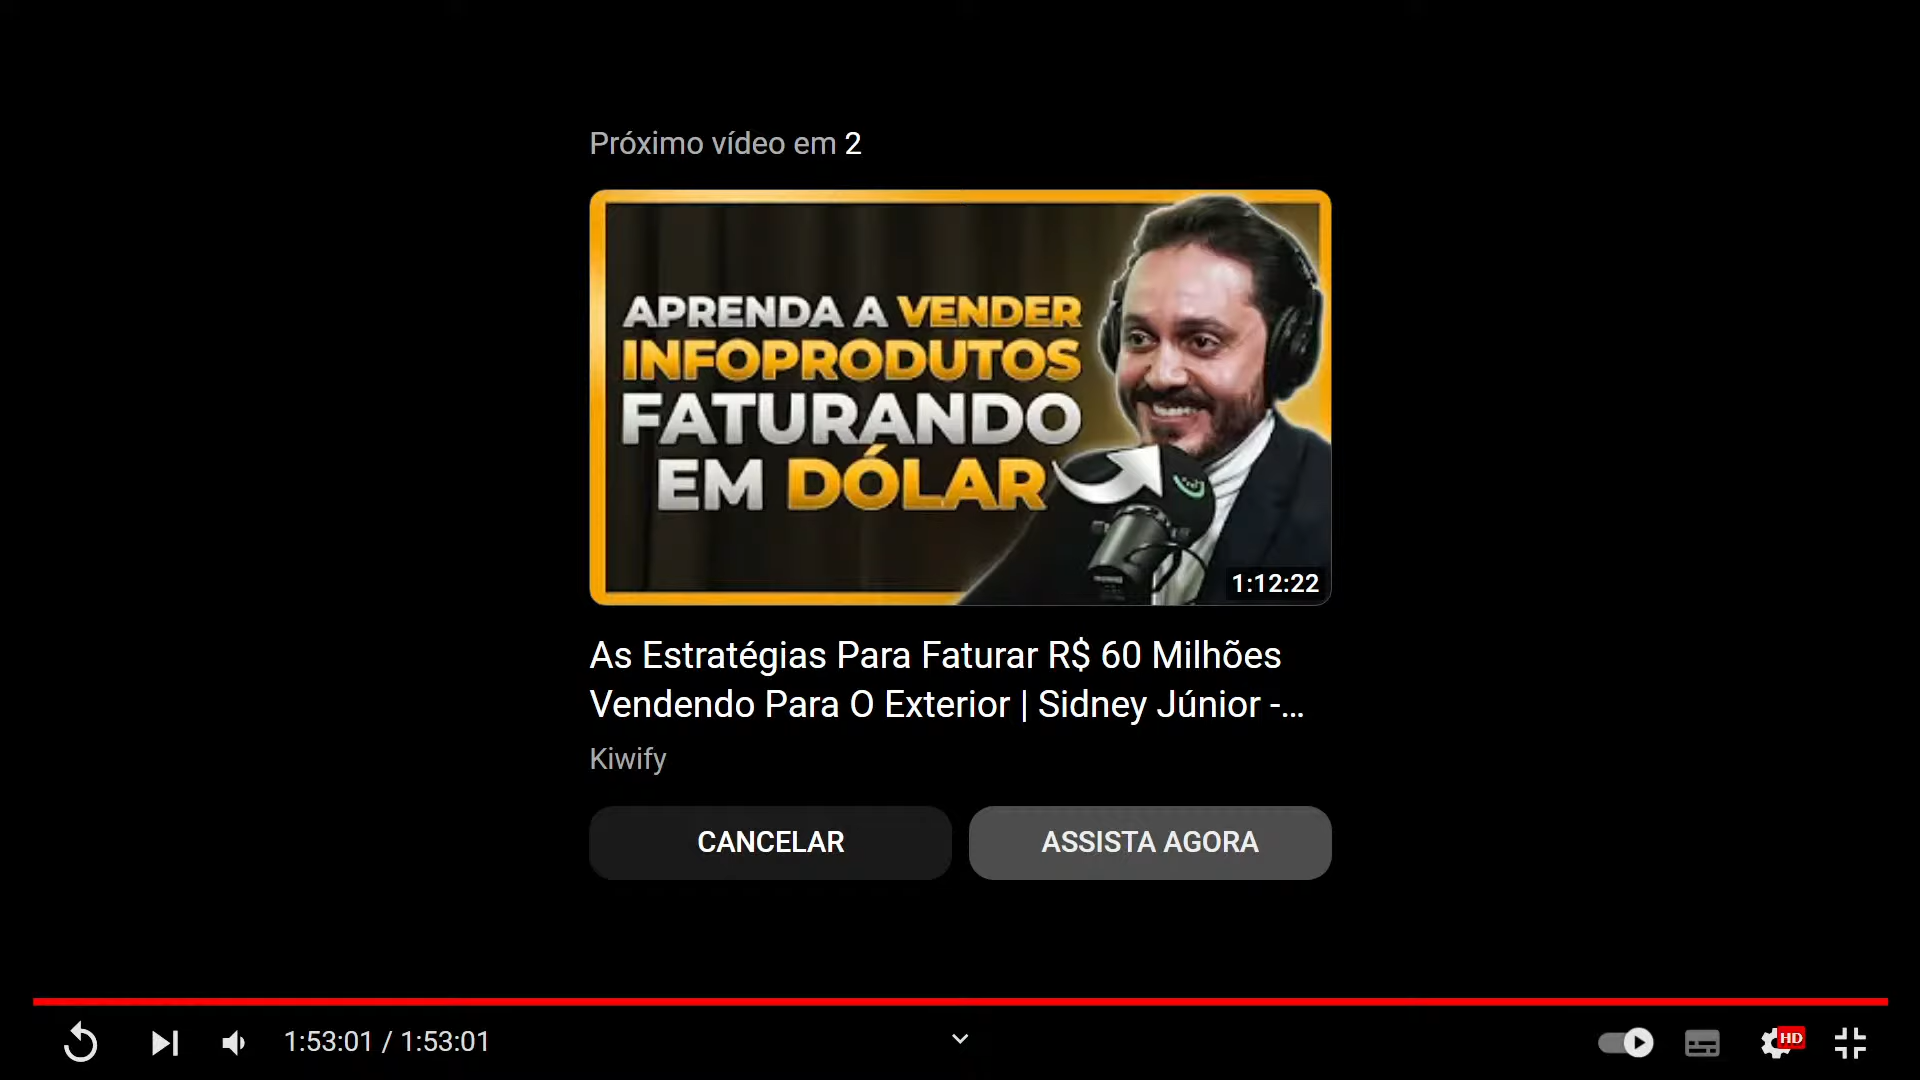 Próximo vídeo em 2
APRENDA A VENDER
INFOPRODUTOS
FATURANDO
EM DÓLAR
1:12:22
As Estratégias Para Faturar R$ 60 Milhões
Vendendo Para O Exterior | Sidney Júnior -...
Kiwify
CANCELAR
ASSISTA AGORA
1:53:01 / 1:53:01
HD